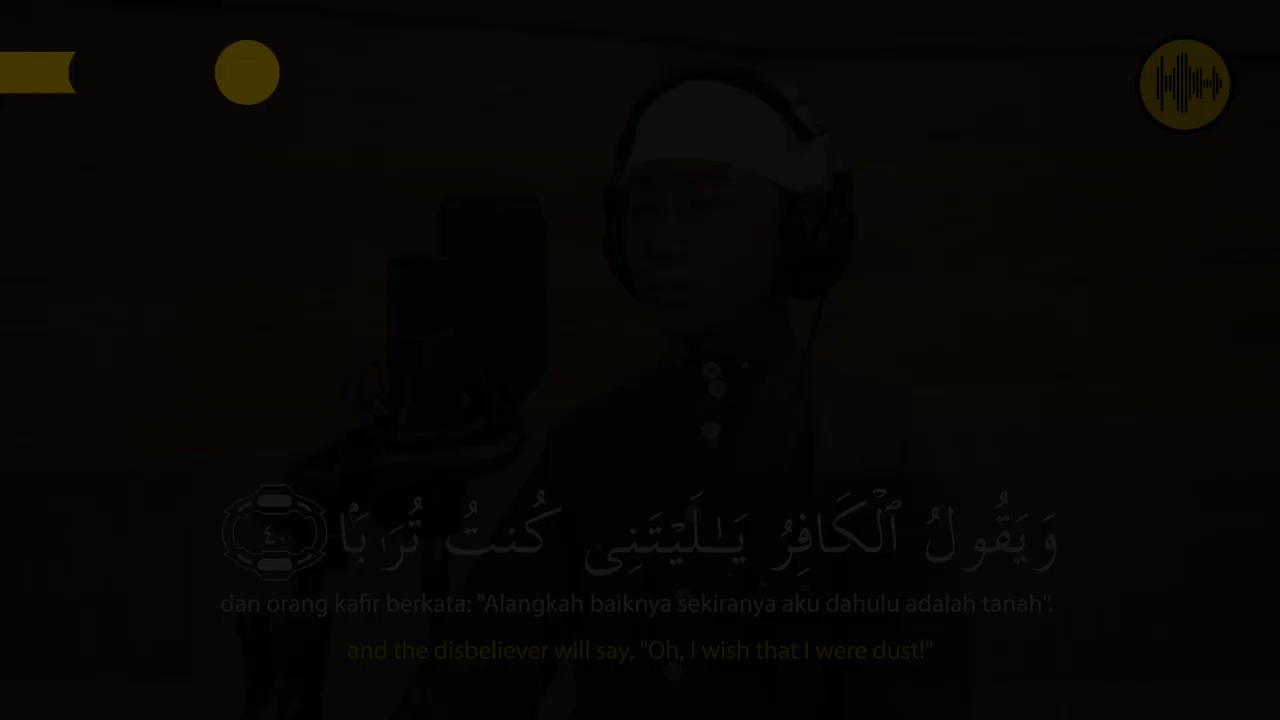 وَيَقُولُ ٱلْكَافِرُ يَـٰلَيْتَنِى كُنتُ تُرَٰبَۢا ٤٠
dan orang kafir berkata: "Alangkah baiknya sekiranya aku dahulu adalah tanah".
and the disbeliever will say, "Oh, I wish that I were dust!"